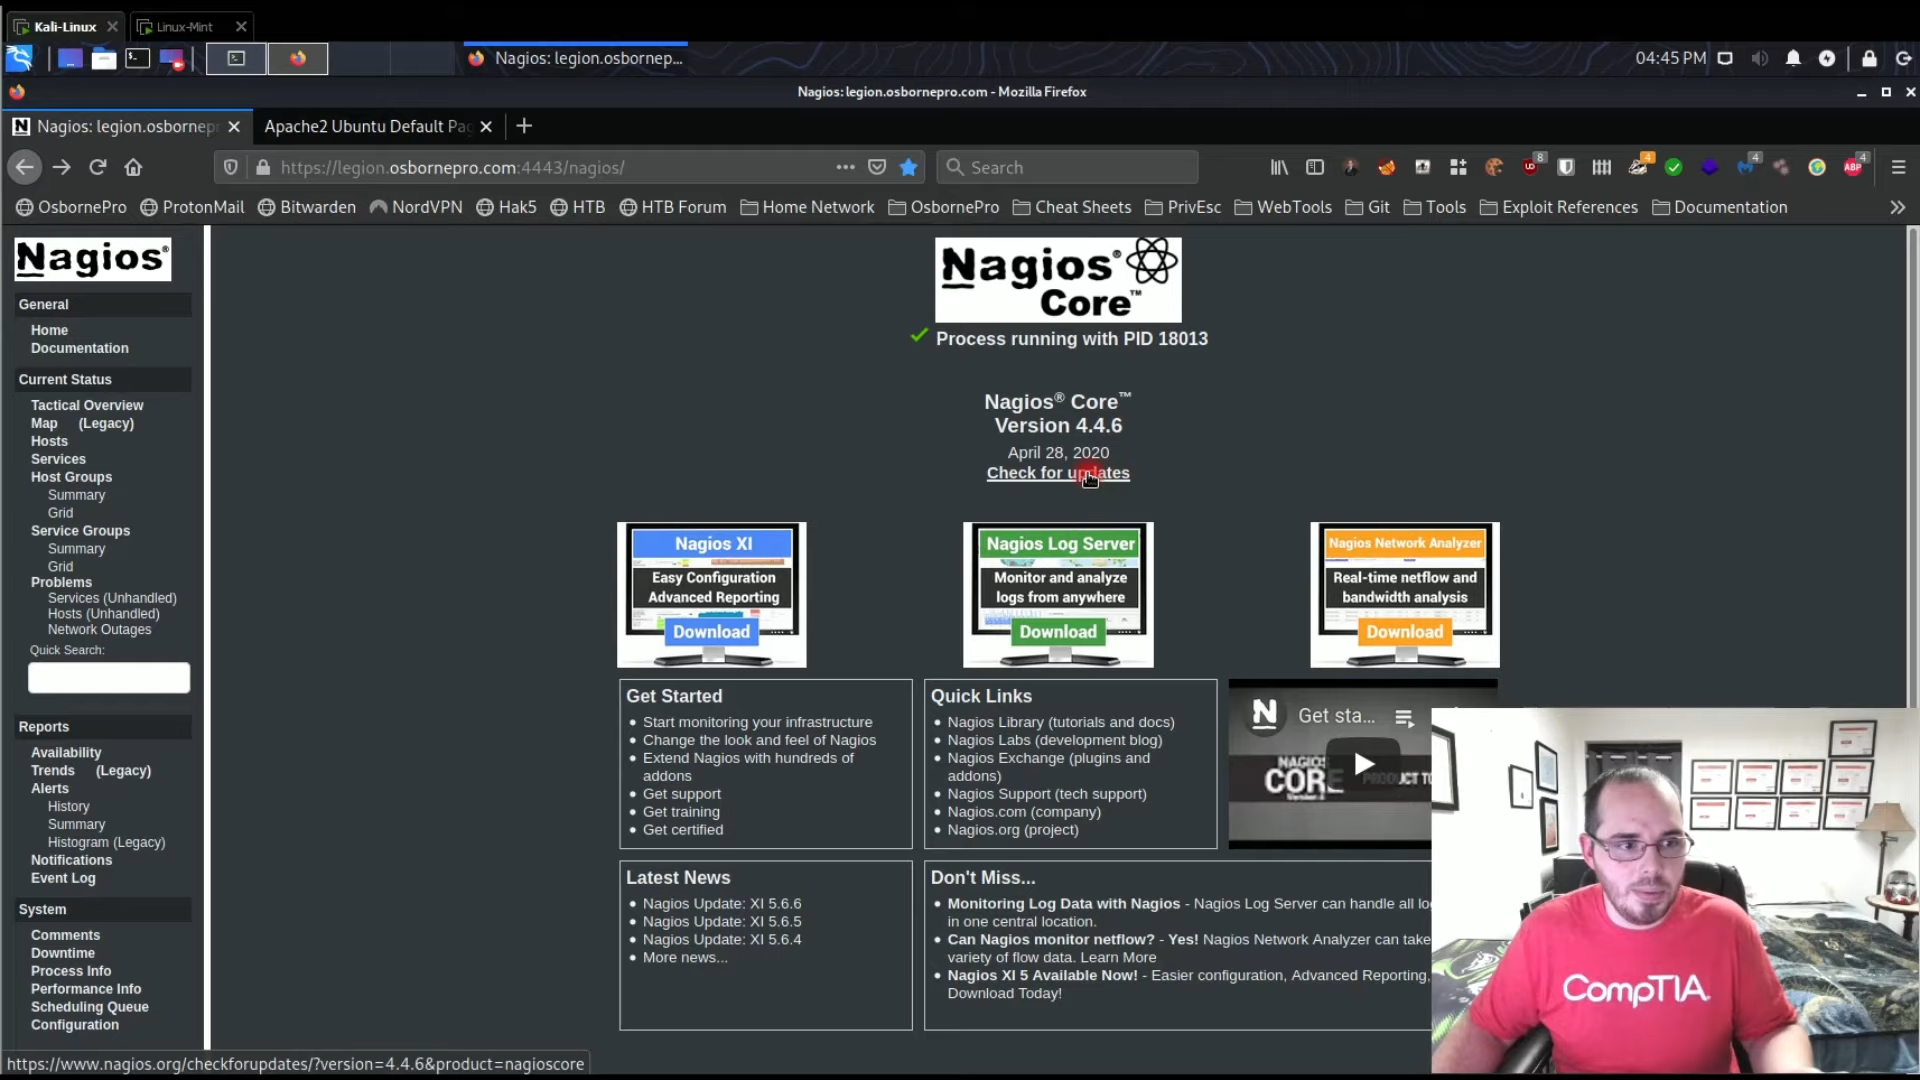 Kali-Linux
Linux-Mint
Nagios: legion.osbornep...
04:45 PM
Nagios: legion.osbornepro.com - Mozilla Firefox
Nagios: legion.osbornepr
Apache2 Ubuntu Default Pag
https://legion.osbornepro.com:4443/nagios/
Search
8
4
4
4
OsbornePro
ProtonMail
Bitwarden
NordVPN
Hak5
HTB
HTB Forum
Home Network
OsbornePro
Cheat Sheets
PrivEsc
WebTools
Git
Tools
Exploit References
Documentation
Nagios®
General
Home
Documentation
Current Status
Tactical Overview
Map (Legacy)
Hosts
Services
Host Groups
Summary
Grid
Service Groups
Summary
Grid
Problems
Services (Unhandled)
Hosts (Unhandled)
Network Outages
Quick Search:
Reports
Availability
Trends (Legacy)
Alerts
History
Summary
Histogram (Legacy)
Notifications
Event Log
System
Comments
Downtime
Process Info
Performance Info
Scheduling Queue
Configuration
Nagios®
Core™
Process running with PID 18013
Nagios® Core™
Version 4.4.6
April 28, 2020
Check for updates
Nagios XI
Easy Configuration
Advanced Reporting
Download
Nagios Log Server
Monitor and analyze
logs from anywhere
Download
Nagios Network Analyzer
Real-time netflow and
bandwidth analysis
Download
Get Started
Start monitoring your infrastructure
Change the look and feel of Nagios
Extend Nagios with hundreds of
addons
Get support
Get training
Get certified
Quick Links
Nagios Library (tutorials and docs)
Nagios Labs (development blog)
Nagios Exchange (plugins and
addons)
Nagios Support (tech support)
Nagios.com (company)
Nagios.org (project)
N
Get sta...
NAGIOS
CORE PRODUCT TO
Latest News
Nagios Update: XI 5.6.6
Nagios Update: XI 5.6.5
Nagios Update: XI 5.6.4
More news...
Don't Miss...
Monitoring Log Data with Nagios - Nagios Log Server can handle all lo
in one central location.
Can Nagios monitor netflow? - Yes! Nagios Network Analyzer can take
variety of flow data. Learn More
Nagios XI 5 Available Now! - Easier configuration, Advanced Reporting,
Download Today!
CompTIA.
https://www.nagios.org/checkforupdates/?version=4.4.6&product=nagioscore